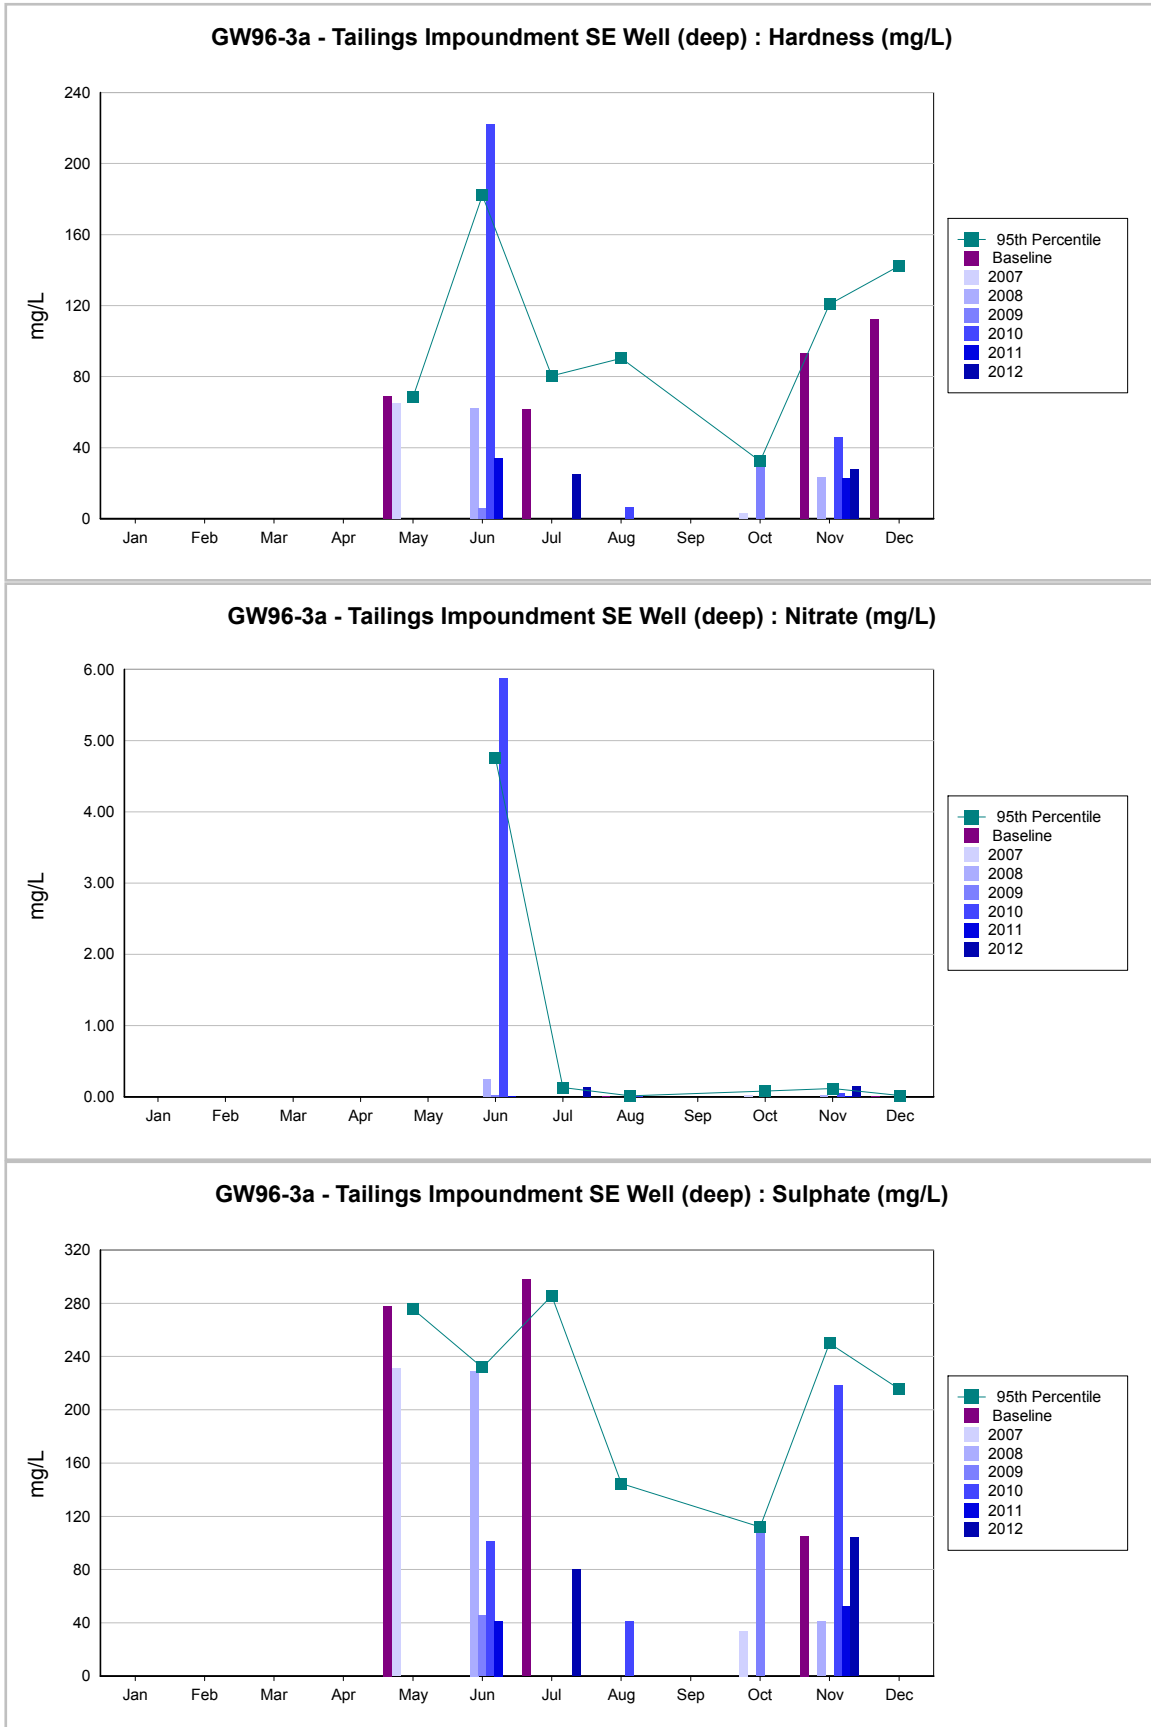 GW96-3a - Tailings Impoundment SE Well (deep) : Hardness (mg/L)
240
200
160
120
80
40
0
mg/L
Jan Feb Mar Apr May Jun Jul Aug Sep Oct Nov Dec
95th Percentile
Baseline
2007
2008
2009
2010
2011
2012
GW96-3a - Tailings Impoundment SE Well (deep) : Nitrate (mg/L)
6.00
5.00
4.00
3.00
2.00
1.00
0.00
mg/L
Jan Feb Mar Apr May Jun Jul Aug Sep Oct Nov Dec
95th Percentile
Baseline
2007
2008
2009
2010
2011
2012
GW96-3a - Tailings Impoundment SE Well (deep) : Sulphate (mg/L)
320
280
240
200
160
120
80
40
0
mg/L
Jan Feb Mar Apr May Jun Jul Aug Sep Oct Nov Dec
95th Percentile
Baseline
2007
2008
2009
2010
2011
2012